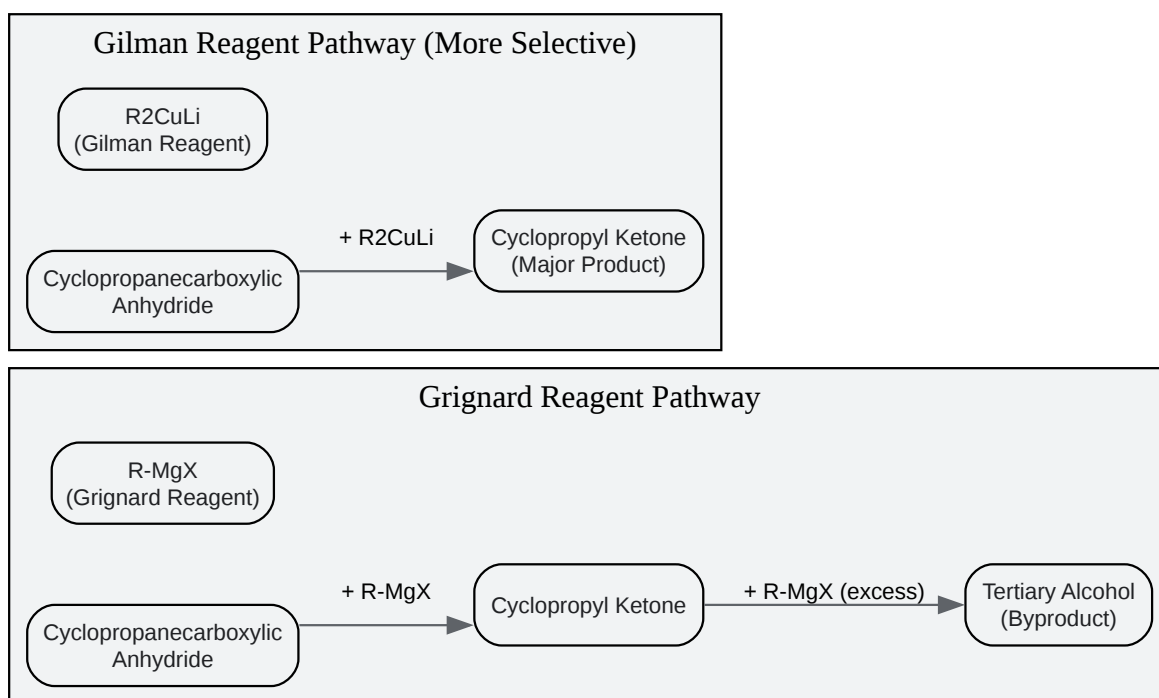 Gilman Reagent Pathway (More Selective)
R2CuLi
(Gilman Reagent)
+ R2CuLi
Cyclopropyl Ketone
(Major Product)
Cyclopropanecarboxylic
Anhydride
Grignard Reagent Pathway
R-MgX
(Grignard Reagent)
+ R-MgX
Cyclopropyl Ketone
+ R-MgX (excess)
Tertiary Alcohol
(Byproduct)
Cyclopropanecarboxylic
Anhydride